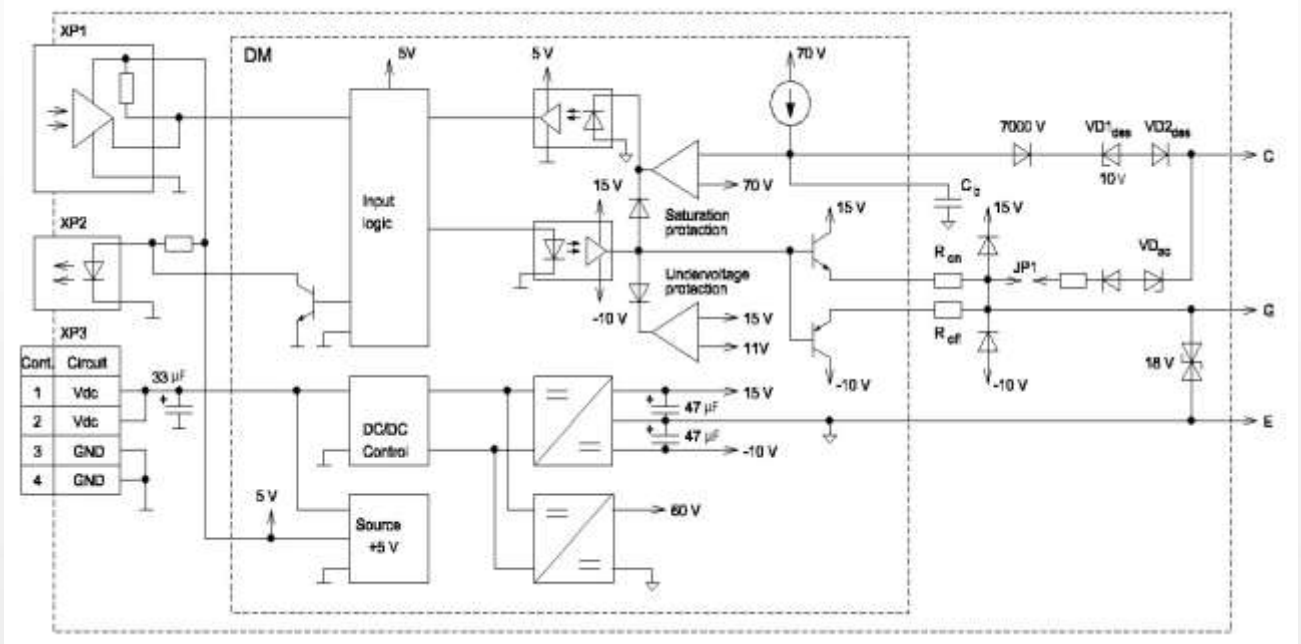 XP1
DM
5V
5 V
70 V
7000 V
VD1des
VD2des
C
10 V
70 V
Input
logic
15 V
Saturation
protection
Cb
15 V
15 V
XP2
Ron
JP1
VDac
Undervoltage
protection
-10 V
15 V
11V
G
Roff
-10 V
-10 V
18 V
XP3
Cont. Circuit
1 Vdc
2 Vdc
3 GND
4 GND
33 µF
DC/DC
Control
15 V
47 µF
47 µF
-10 V
E
5 V
Source
+5 V
60 V